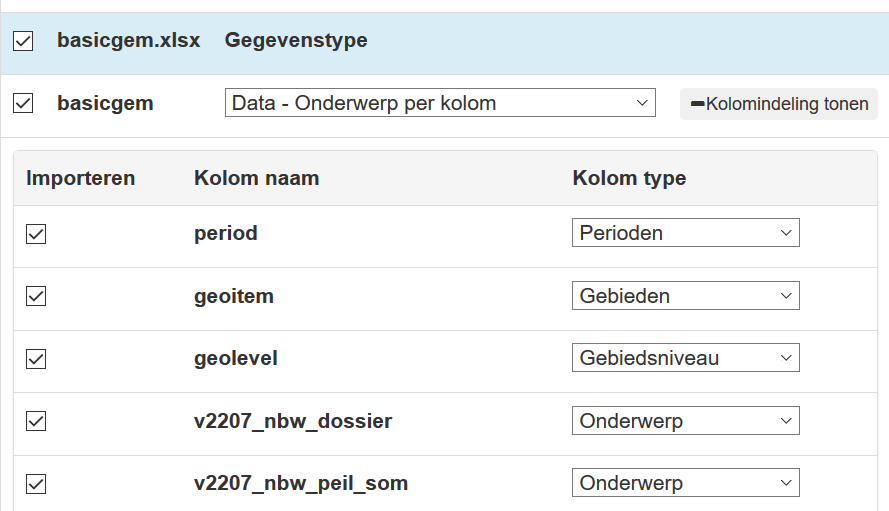 basicgem.xlsx Gegevenstype
basicgem Data - Onderwerp per kolom Kolomindeling tonen
Importeren Kolom naam Kolom type
period Perioden
geoitem Gebieden
geolevel Gebiedsniveau
v2207_nbw_dossier Onderwerp
v2207_nbw_peil_som Onderwerp